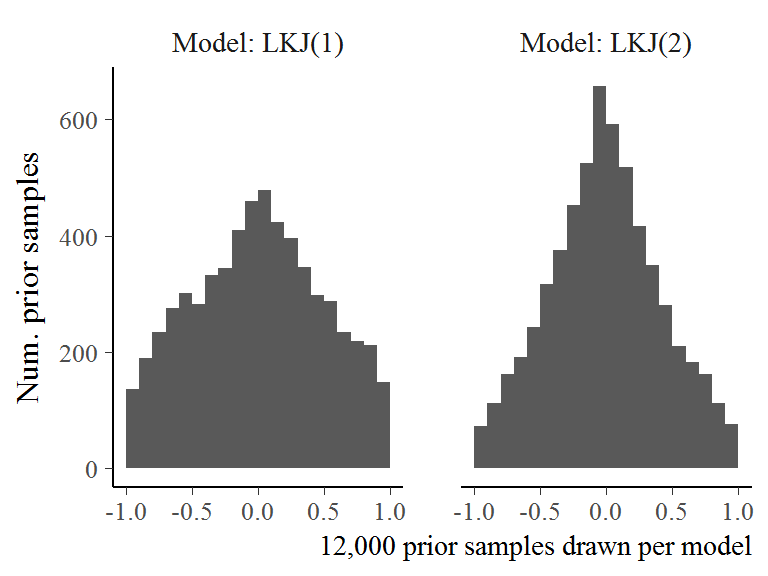 Model: LKJ(1)
Model: LKJ(2)
Num. prior samples
600
400
200
0
-1.0 -0.5 0.0 0.5 1.0
-1.0 -0.5 0.0 0.5 1.0
12,000 prior samples drawn per model